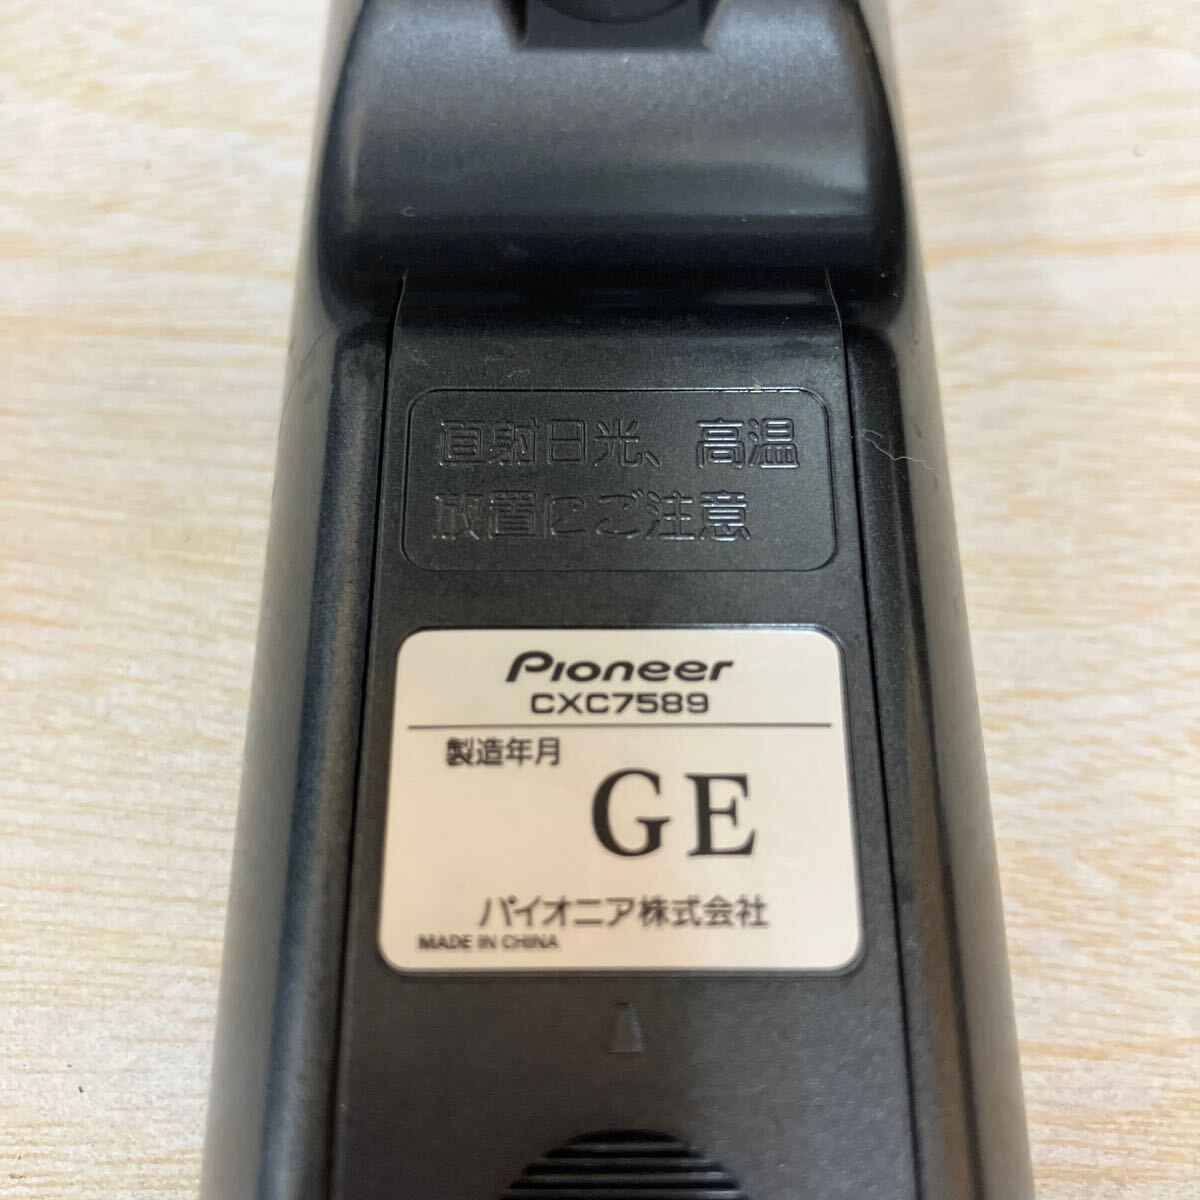 直射日光、高温
放置にご注意
Pioneer
CXC7589
製造年月
GE
パイオニア株式会社
MADE IN CHINA